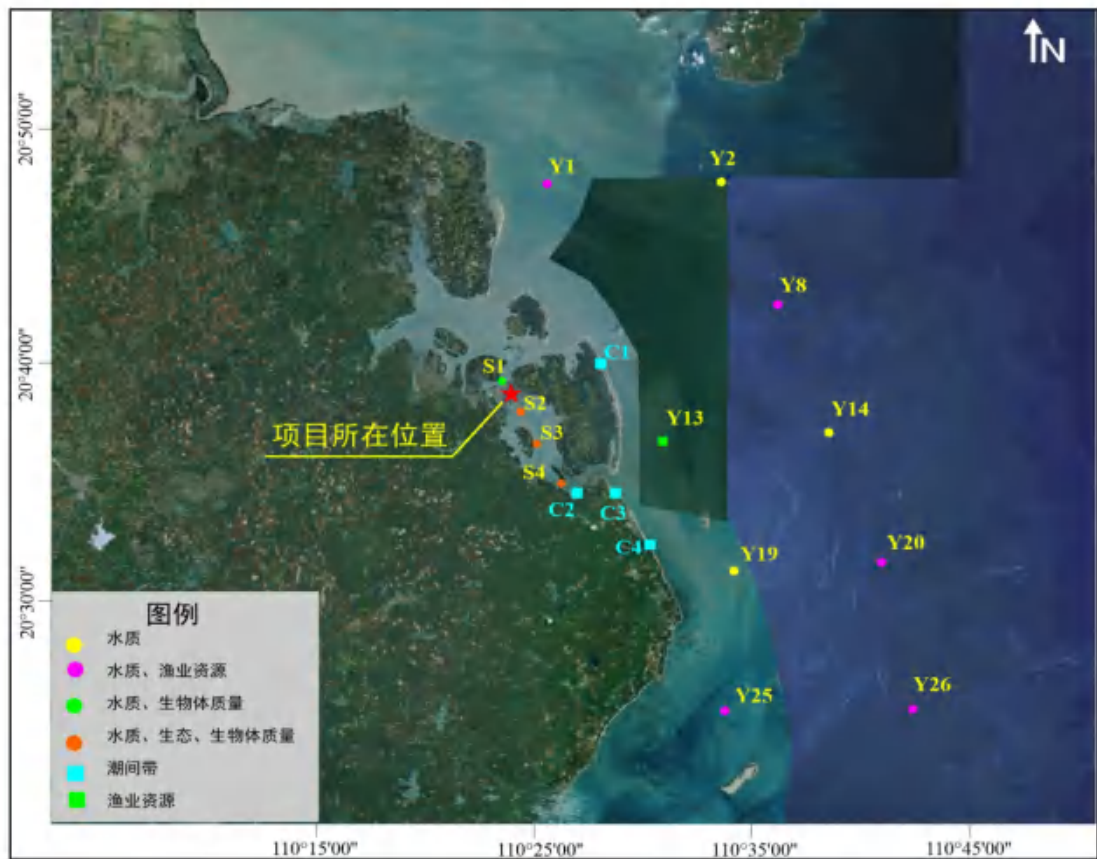 N
20°50'00"
Y1
Y2
Y8
20°40'00"
S1
C1
S2
Y13
Y14
项目所在位置
S3
S4
C2
C3
C4
Y19
Y20
20°30'00"
Y25
Y26
图例
水质
水质、渔业资源
水质、生物体质量
水质、生态、生物体质量
潮间带
渔业资源
110°15'00"
110°25'00"
110°35'00"
110°45'00"